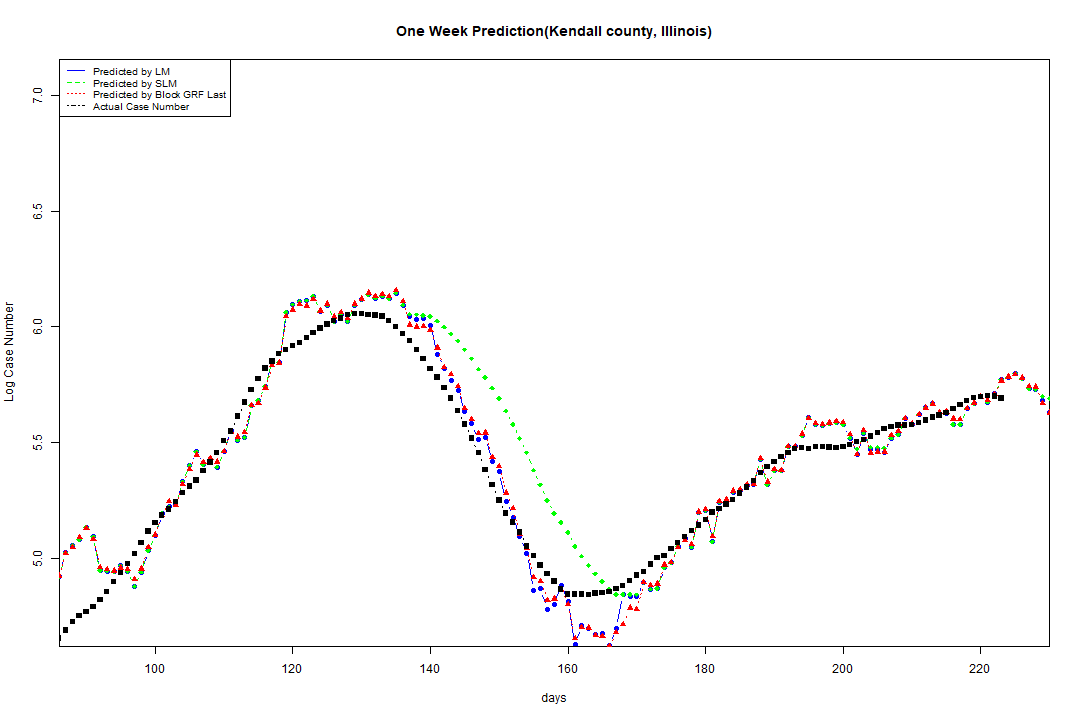 One Week Prediction(Kendall county, Illinois)
Predicted by LM
Predicted by SLM
Predicted by Block GRF Last
Actual Case Number
7.0
6.5
6.0
5.5
5.0
Log Case Number
100 120 140 160 180 200 220
days